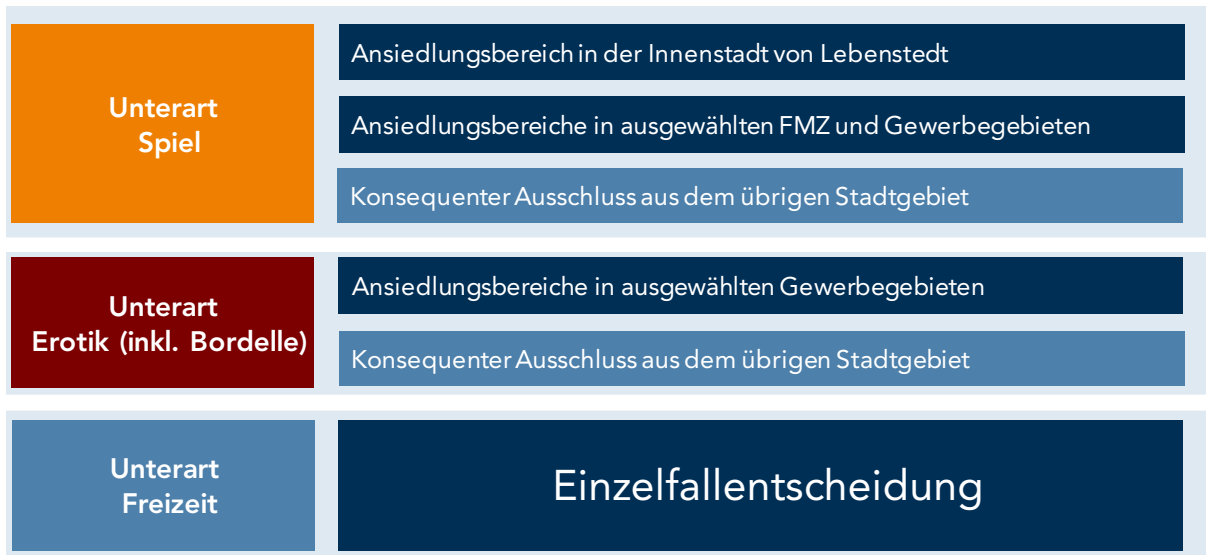 Unterart
Spiel
Ansiedlungsbereich in der Innenstadt von Lebenstedt
Ansiedlungsbereiche in ausgewählten FMZ und Gewerbegebieten
Konsequenter Ausschluss aus dem übrigen Stadtgebiet
Unterart
Erotik (inkl. Bordelle)
Ansiedlungsbereiche in ausgewählten Gewerbegebieten
Konsequenter Ausschluss aus dem übrigen Stadtgebiet
Unterart
Freizeit
Einzelfallentscheidung